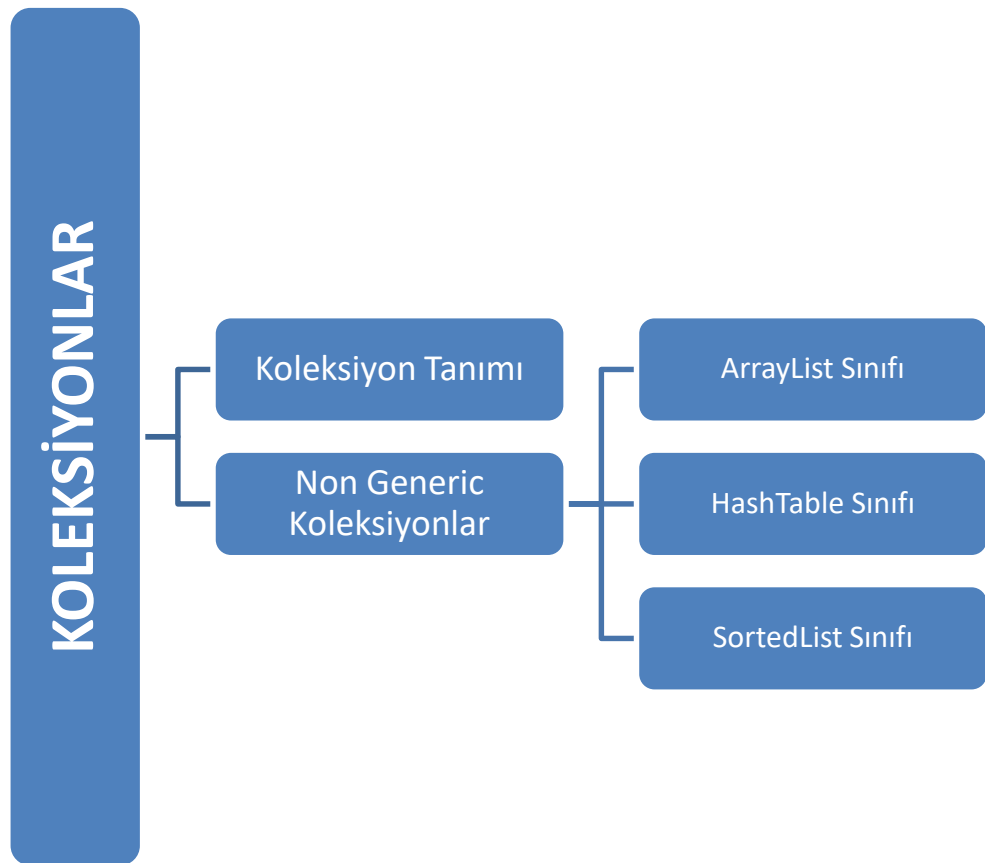 KOLEKSİYONLAR
Koleksiyon Tanımı
Non Generic
Koleksiyonlar
ArrayList Sınıfı
HashTable Sınıfı
SortedList Sınıfı